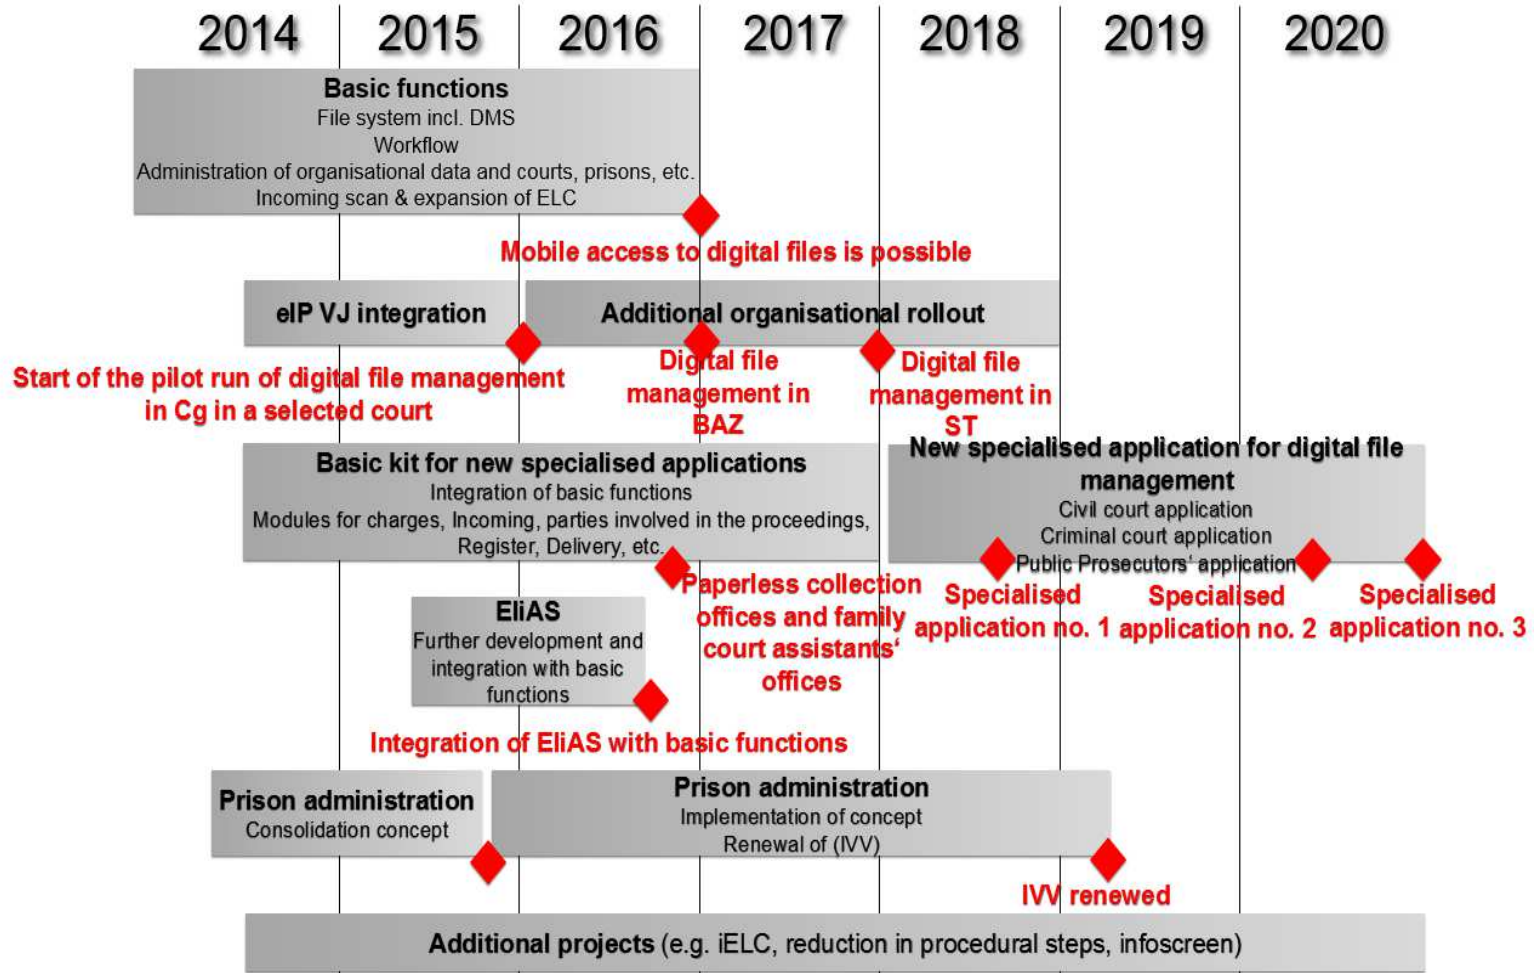 2014 2015 2016 2017 2018 2019 2020
Basic functions
File system incl. DMS
Workflow
Administration of organisational data and courts, prisons, etc.
Incoming scan & expansion of ELC
Mobile access to digital files is possible
eIP VJ integration
Additional organisational rollout
Start of the pilot run of digital file management
in Cg in a selected court
Digital file
management in
BAZ
Digital file
management in
ST
Basic kit for new specialised applications
Integration of basic functions
Modules for charges, Incoming, parties involved in the proceedings,
Register, Delivery, etc.
New specialised application for digital file
management
Civil court application
Criminal court application
Public Prosecutors' application
Paperless collection
offices and family
court assistants'
offices
Specialised
application no. 1
Specialised
application no. 2
Specialised
application no. 3
EliAS
Further development and
integration with basic
functions
Integration of EliAS with basic functions
Prison administration
Consolidation concept
Prison administration
Implementation of concept
Renewal of (IVV)
IVV renewed
Additional projects (e.g. iELC, reduction in procedural steps, infoscreen)